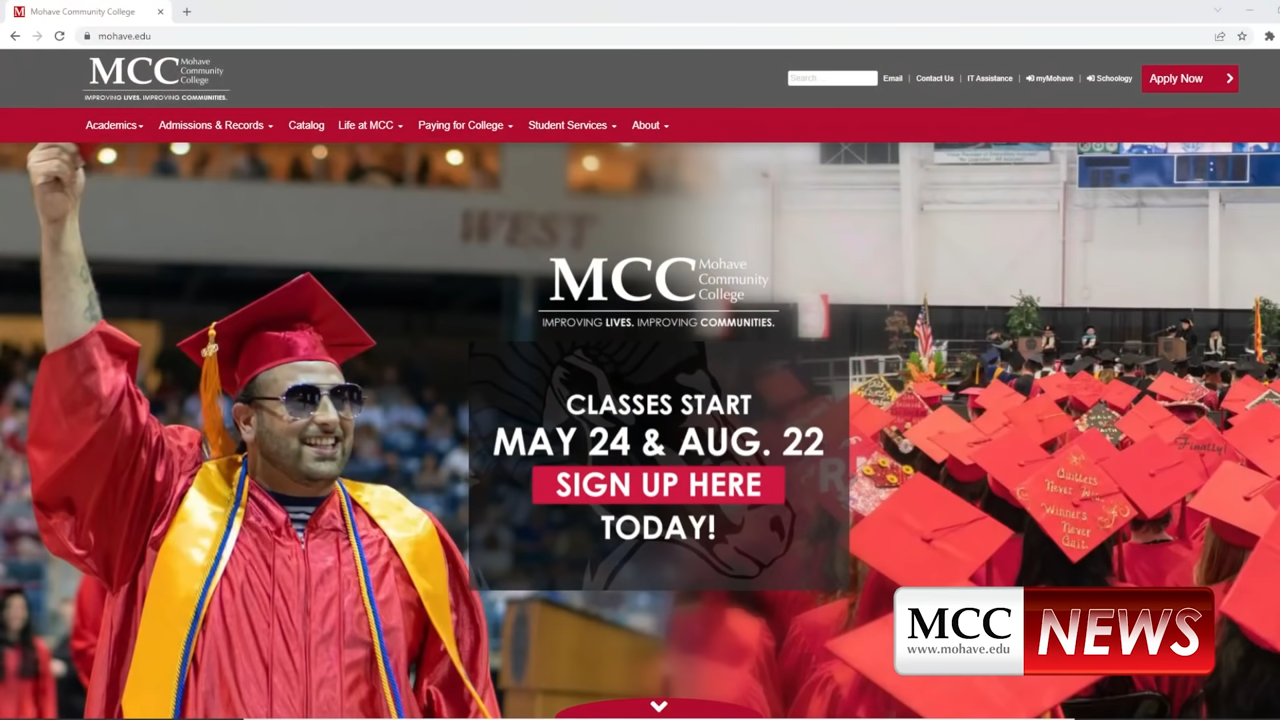 Mohave Community College
mohave.edu
MCC Mohave Community College
IMPROVING LIVES. IMPROVING COMMUNITIES.
Search ...
Email | Contact Us | IT Assistance | myMohave | Schoology
Apply Now
Academics Admissions & Records Catalog Life at MCC Paying for College Student Services About
WEST
MCC Mohave Community College
IMPROVING LIVES. IMPROVING COMMUNITIES.
CLASSES START
MAY 24 & AUG. 22
SIGN UP HERE
TODAY!
Finally!
Quitters
Never Win
Winners
Never
Quit.
MCC NEWS
www.mohave.edu